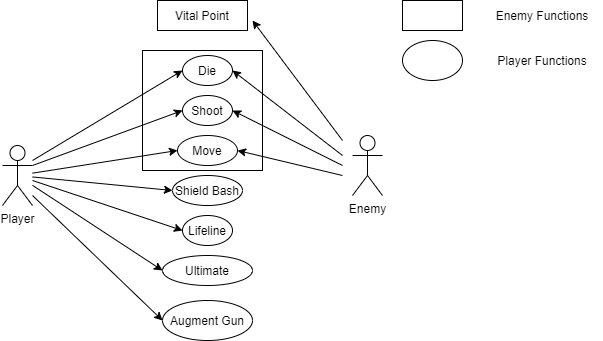 Vital Point
Enemy Functions
Player Functions
Die
Shoot
Move
Shield Bash
Player
Enemy
Lifeline
Ultimate
Augment Gun